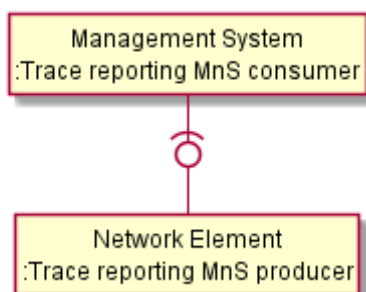 Management System
:Trace reporting MnS consumer
Network Element
:Trace reporting MnS producer